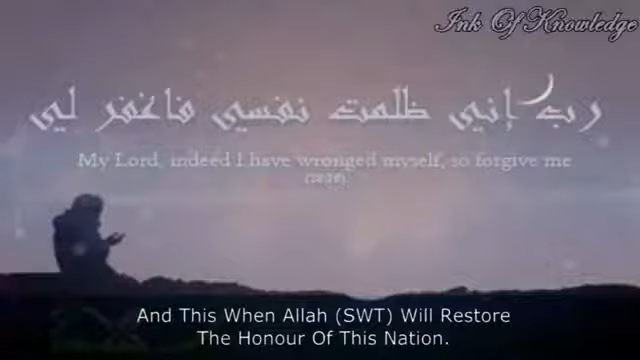 Ink Of Knowledge
رب إني ظلمت نفسي فاغفر لي
My Lord, indeed I have wronged myself, so forgive me
And This When Allah (SWT) Will Restore
The Honour Of This Nation.